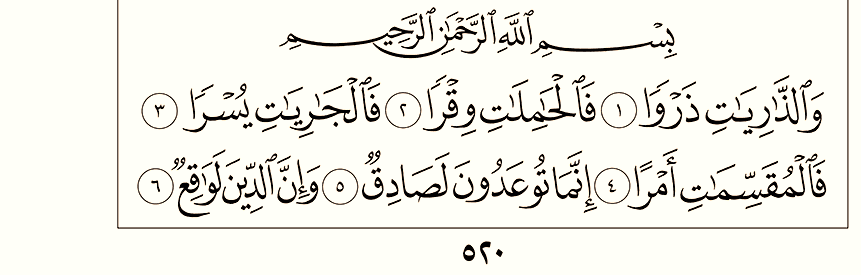 بِسْمِ ٱللَّهِ ٱلرَّحْمَٰنِ ٱلرَّحِيمِ
وَٱلذَّٰرِيَٰتِ ذَرْوًا ١ فَٱلْحَٰمِلَٰتِ وِقْرًا ٢ فَٱلْجَٰرِيَٰتِ يُسْرًا ٣
فَٱلْمُقَسِّمَٰتِ أَمْرًا ٤ إِنَّمَا تُوعَدُونَ لَصَادِقٌ ٥ وَإِنَّ ٱلدِّينَ لَوَٰقِعٌ ٦
٥٢٠